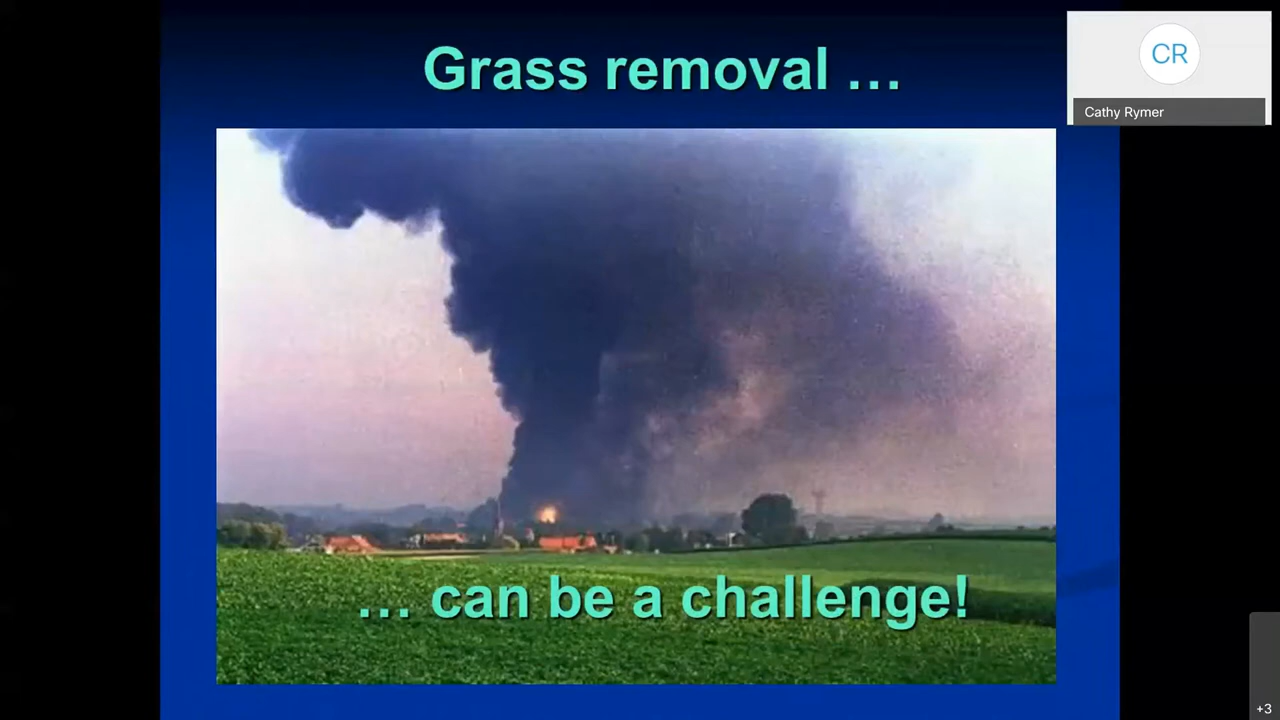 Grass removal …
CR
Cathy Rymer
… can be a challenge!
+3